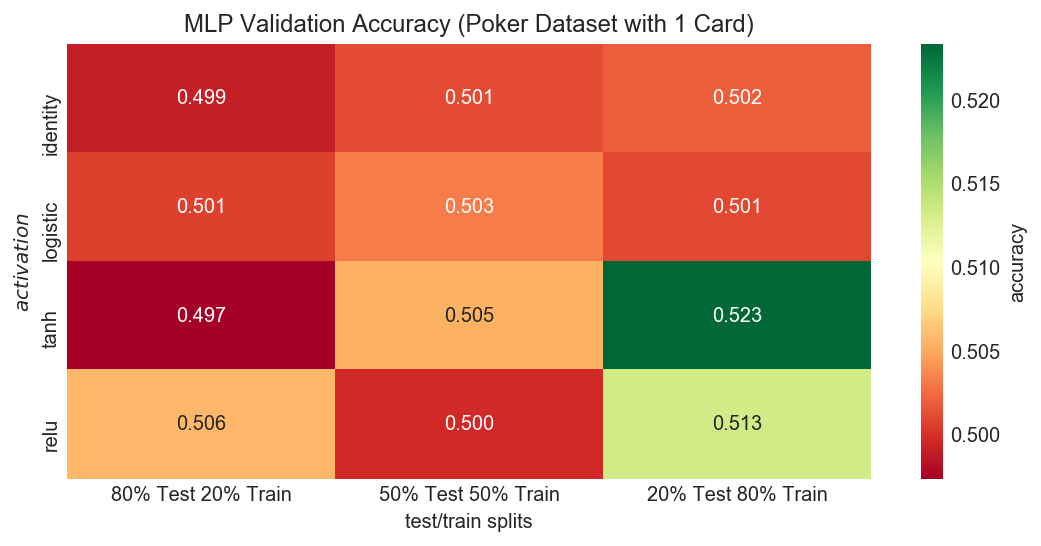 MLP Validation Accuracy (Poker Dataset with 1 Card)
activation
identity
0.499 0.501 0.502
logistic
0.501 0.503 0.501
tanh
0.497 0.505 0.523
relu
0.506 0.500 0.513
80% Test 20% Train 50% Test 50% Train 20% Test 80% Train
test/train splits
0.520
0.515
0.510
0.505
0.500
accuracy